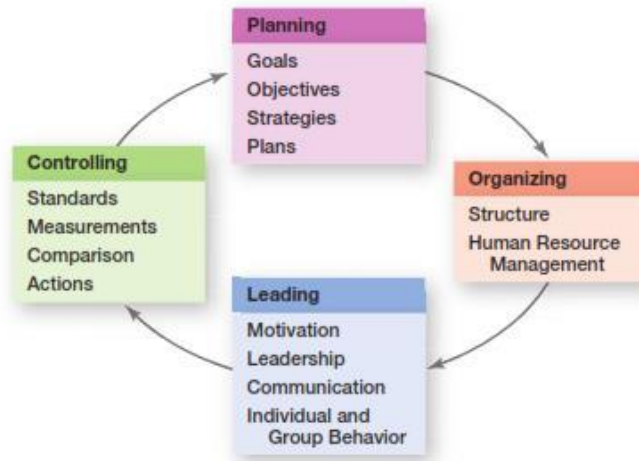 Planning
Goals
Objectives
Strategies
Plans
Organizing
Structure
Human Resource
Management
Leading
Motivation
Leadership
Communication
Individual and
Group Behavior
Controlling
Standards
Measurements
Comparison
Actions